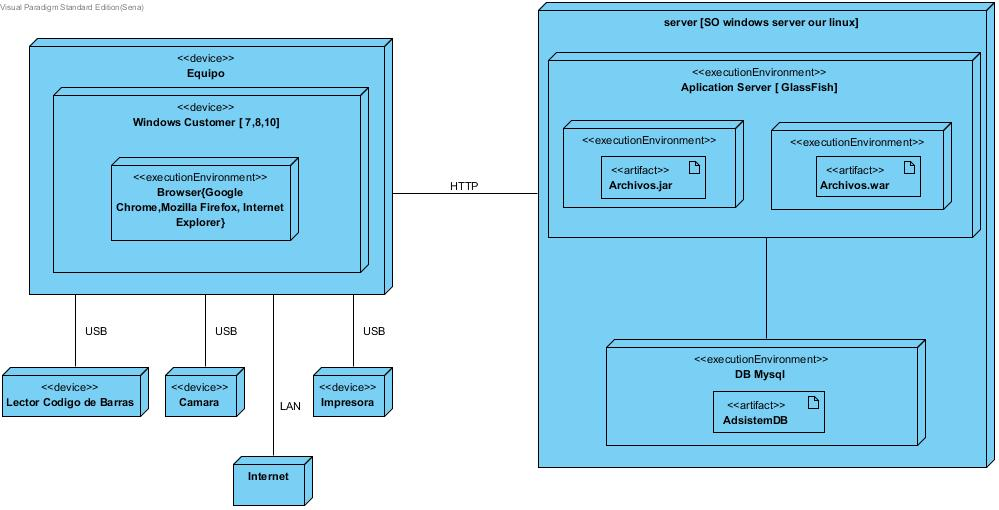 Visual Paradigm Standard Edition(Sena)
<<device>>
Equipo
<<device>>
Windows Customer [ 7,8,10]
<<executionEnvironment>>
Browser{Google
Chrome,Mozilla Firefox, Internet
Explorer}
HTTP
server [SO windows server our linux]
<<executionEnvironment>>
Aplication Server [ GlassFish]
<<executionEnvironment>>
<<artifact>>
Archivos.jar
<<executionEnvironment>>
<<artifact>>
Archivos.war
<<executionEnvironment>>
DB Mysql
<<artifact>>
AdsistemDB
USB
USB
USB
<<device>>
Lector Codigo de Barras
<<device>>
Camara
<<device>>
Impresora
LAN
Internet